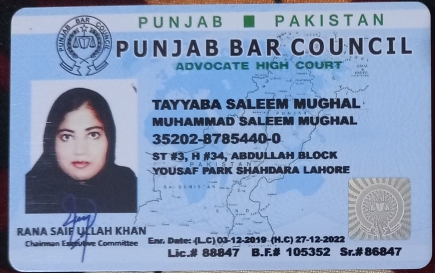 PUNJAB PAKISTAN
PUNJAB BAR COUNCIL
PUNJAB BAR COUNCIL
ADVOCATE HIGH COURT
TAYYABA SALEEM MUGHAL
MUHAMMAD SALEEM MUGHAL
35202-8785440-0
ST #3, H #34, ABDULLAH BLOCK
YOUSAF PARK SHAHDARA LAHORE
RANA SAIF ULLAH KHAN
Chairman Executive Committee
Enr. Date: (L.C) 03-12-2019 (H.C) 27-12-2022
Lic.# 88847 B.F.# 105352 Sr.#86847